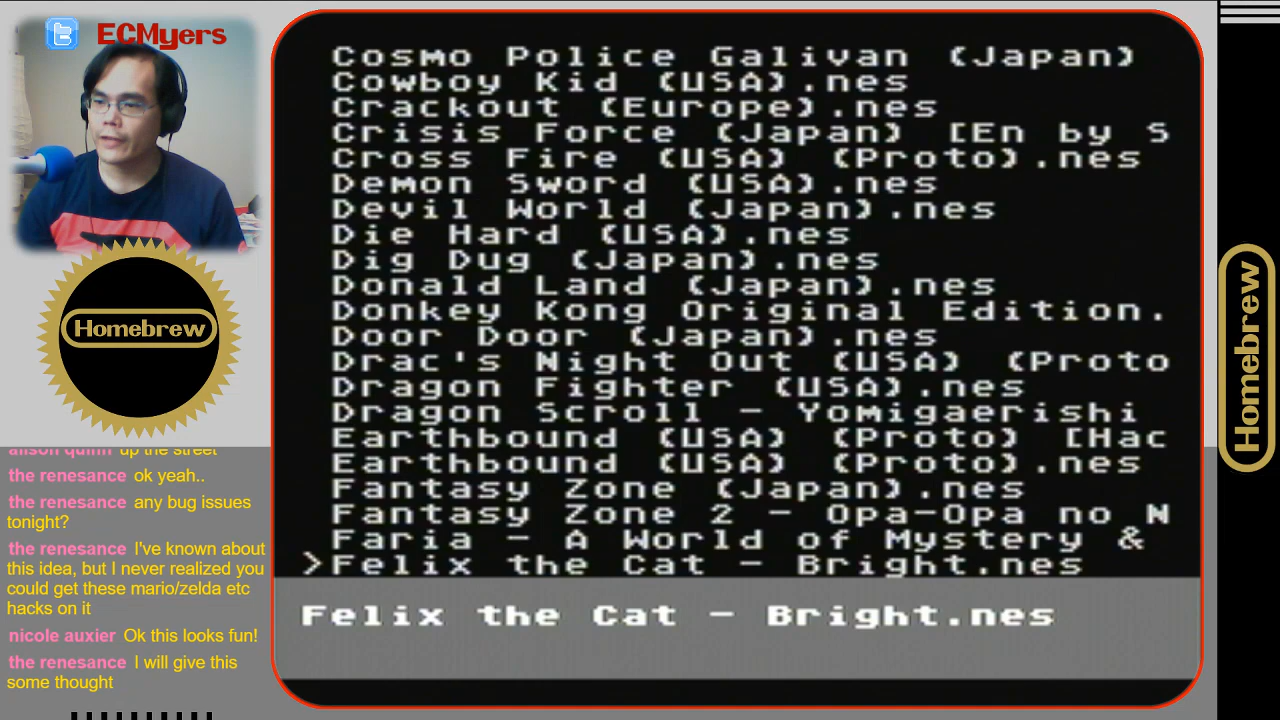 ECMyers
Cosmo Police Galivan (Japan)
Cowboy Kid (USA).nes
Crackout (Europe).nes
Crisis Force (Japan) [En by S
Cross Fire (USA) (Proto).nes
Demon Sword (USA).nes
Devil World (Japan).nes
Die Hard (USA).nes
Dig Dug (Japan).nes
Donald Land (Japan).nes
Donkey Kong Original Edition.
Door Door (Japan).nes
Drac's Night Out (USA) (Proto
Dragon Fighter (USA).nes
Dragon Scroll - Yomigaerishi
Earthbound (USA) (Proto) [Hac
Earthbound (USA) (Proto).nes
Fantasy Zone (Japan).nes
Fantasy Zone 2 - Opa-Opa no N
Faria - A World of Mystery &
>Felix the Cat - Bright.nes
Felix the Cat - Bright.nes
Homebrew
alison quinn up the street
the renesance ok yeah..
the renesance any bug issues
tonight?
the renesance I've known about
this idea, but I never realized you
could get these mario/zelda etc
hacks on it
nicole auxier Ok this looks fun!
the renesance I will give this
some thought
Homebrew